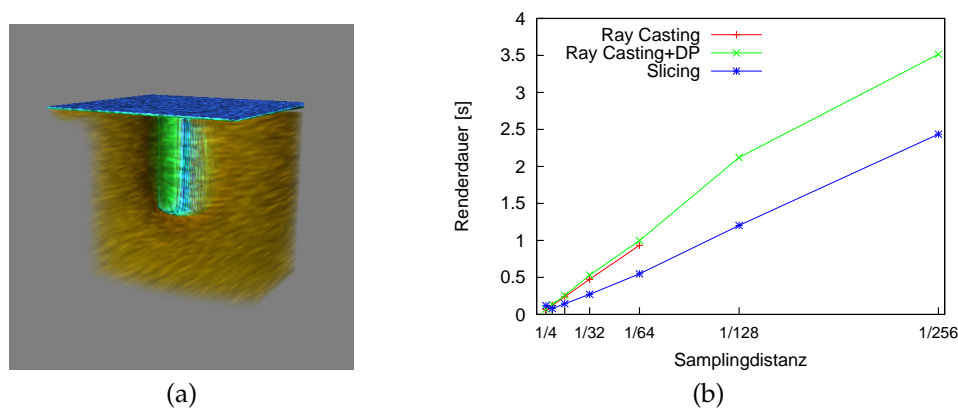 4
3.5
3
2.5
2
1.5
1
0.5
0
Renderdauer [s]
Ray Casting
Ray Casting+DP
Slicing
1/4 1/32 1/64 1/128 1/256
Samplingdistanz
(a) (b)